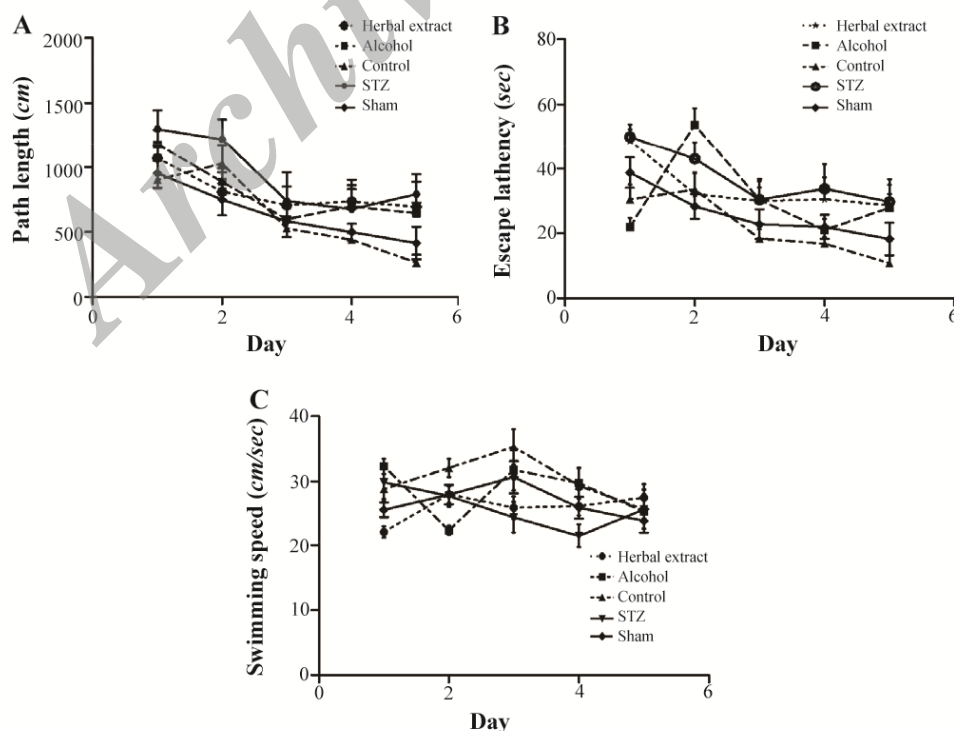 A
Herbal extract
Alcohol
Control
STZ
Sham
Path length (cm)
2000
1500
1000
500
0
0
2
4
6
Day
B
Herbal extract
Alcohol
Control
STZ
Sham
Escape lathency (sec)
80
60
40
20
0
0
2
4
6
Day
C
Swimming speed (cm/sec)
40
30
20
10
0
Herbal extract
Alcohol
Control
STZ
Sham
0
2
4
6
Day
Archiv